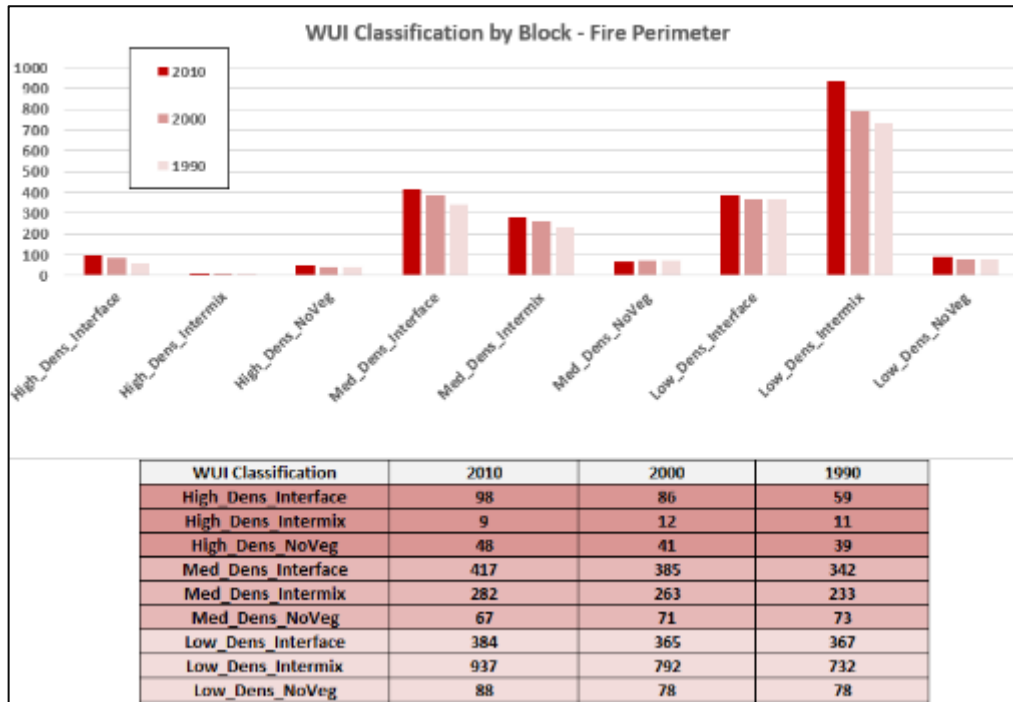 WUI Classification by Block - Fire Perimeter
1000
900
800
700
600
500
400
300
200
100
0
2010
2000
1990
High_Dens_Interface
High_Dens_Intermix
High_Dens_NoVeg
Med_Dens_Interface
Med_Dens_Intermix
Med_Dens_NoVeg
Low_Dens_Interface
Low_Dens_Intermix
Low_Dens_NoVeg
WUI Classification 2010 2000 1990
High_Dens_Interface 98 86 59
High_Dens_Intermix 9 12 11
High_Dens_NoVeg 48 41 39
Med_Dens_Interface 417 385 342
Med_Dens_Intermix 282 263 233
Med_Dens_NoVeg 67 71 73
Low_Dens_Interface 384 365 367
Low_Dens_Intermix 937 792 732
Low_Dens_NoVeg 88 78 78